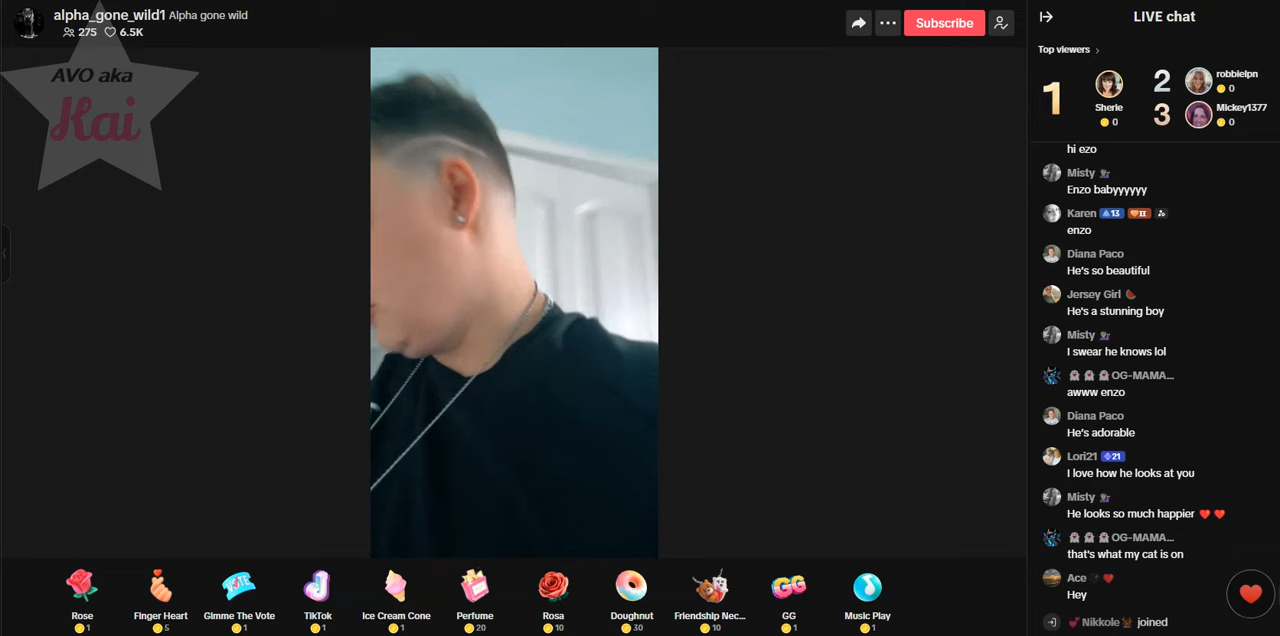 alpha_gone_wild1 Alpha gone wild
275 6.5K
AVO aka
Kai
Subscribe
LIVE chat
Top viewers
1
Sherie
0
2
robbielpn
0
3
Mickey1377
0
hi ezo
Misty
Enzo babyyyyyy
Karen 13 II
enzo
Diana Paco
He's so beautiful
Jersey Girl
He's a stunning boy
Misty
I swear he knows lol
OG-MAMA...
awww enzo
Diana Paco
He's adorable
Lori21 21
I love how he looks at you
Misty
He looks so much happier
OG-MAMA...
that's what my cat is on
Ace
Hey
Nikkole joined
VOTE
GG
Rose
1
Finger Heart
5
Gimme The Vote
1
TikTok
1
Ice Cream Cone
1
Perfume
20
Rosa
10
Doughnut
30
Friendship Nec...
10
GG
1
Music Play
1